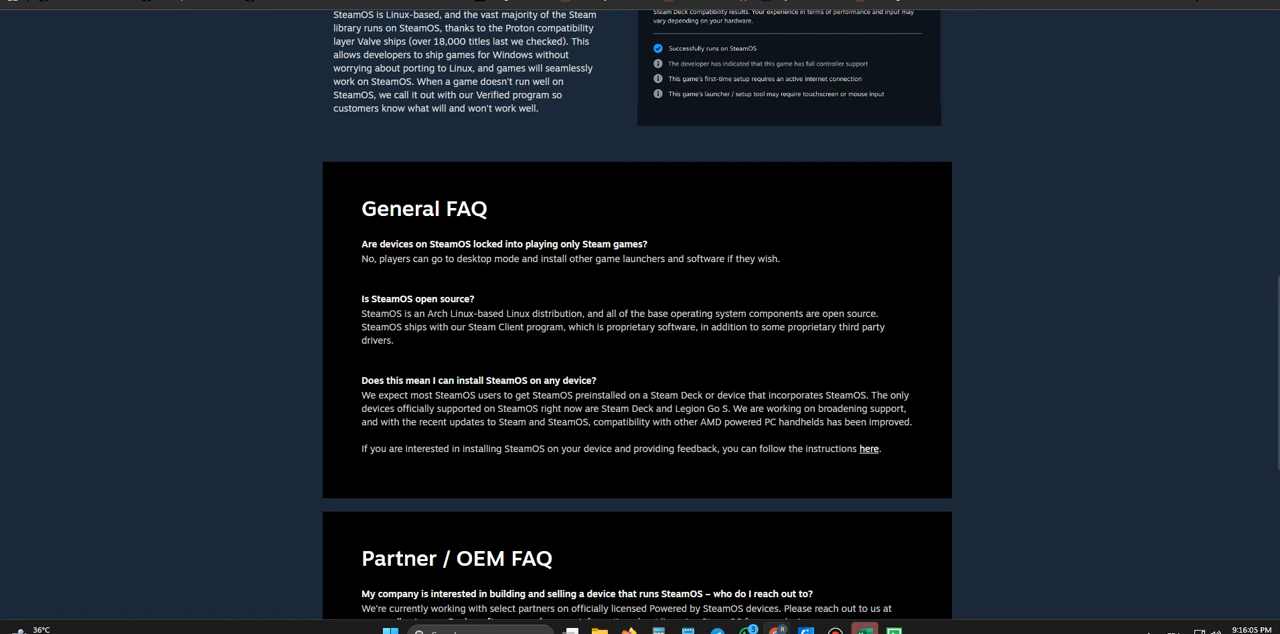 SteamOS is Linux-based, and the vast majority of the Steam
library runs on SteamOS, thanks to the Proton compatibility
layer Valve ships (over 18,000 titles last we checked). This
allows developers to ship games for Windows without
worrying about porting to Linux, and games will seamlessly
work on SteamOS. When a game doesn't run well on
SteamOS, we call it out with our Verified program so
customers know what will and won't work well.
Steam Deck compatibility results. Your experience in terms of performance and input may
vary depending on your hardware.
Successfully runs on SteamOS
The developer has indicated that this game has full controller support
This game's first-time setup requires an active internet connection
This game's launcher / setup tool may require touchscreen or mouse input
General FAQ
Are devices on SteamOS locked into playing only Steam games?
No, players can go to desktop mode and install other game launchers and software if they wish.
Is SteamOS open source?
SteamOS is an Arch Linux-based Linux distribution, and all of the base operating system components are open source.
SteamOS ships with our Steam Client program, which is proprietary software, in addition to some proprietary third party
drivers.
Does this mean I can install SteamOS on any device?
We expect most SteamOS users to get SteamOS preinstalled on a Steam Deck or device that incorporates SteamOS. The only
devices officially supported on SteamOS right now are Steam Deck and Legion Go S. We are working on broadening support,
and with the recent updates to Steam and SteamOS, compatibility with other AMD powered PC handhelds has been improved.
If you are interested in installing SteamOS on your device and providing feedback, you can follow the instructions here.
Partner / OEM FAQ
My company is interested in building and selling a device that runs SteamOS – who do I reach out to?
We're currently working with select partners on officially licensed Powered by SteamOS devices. Please reach out to us at
36°C
9:16:05 PM